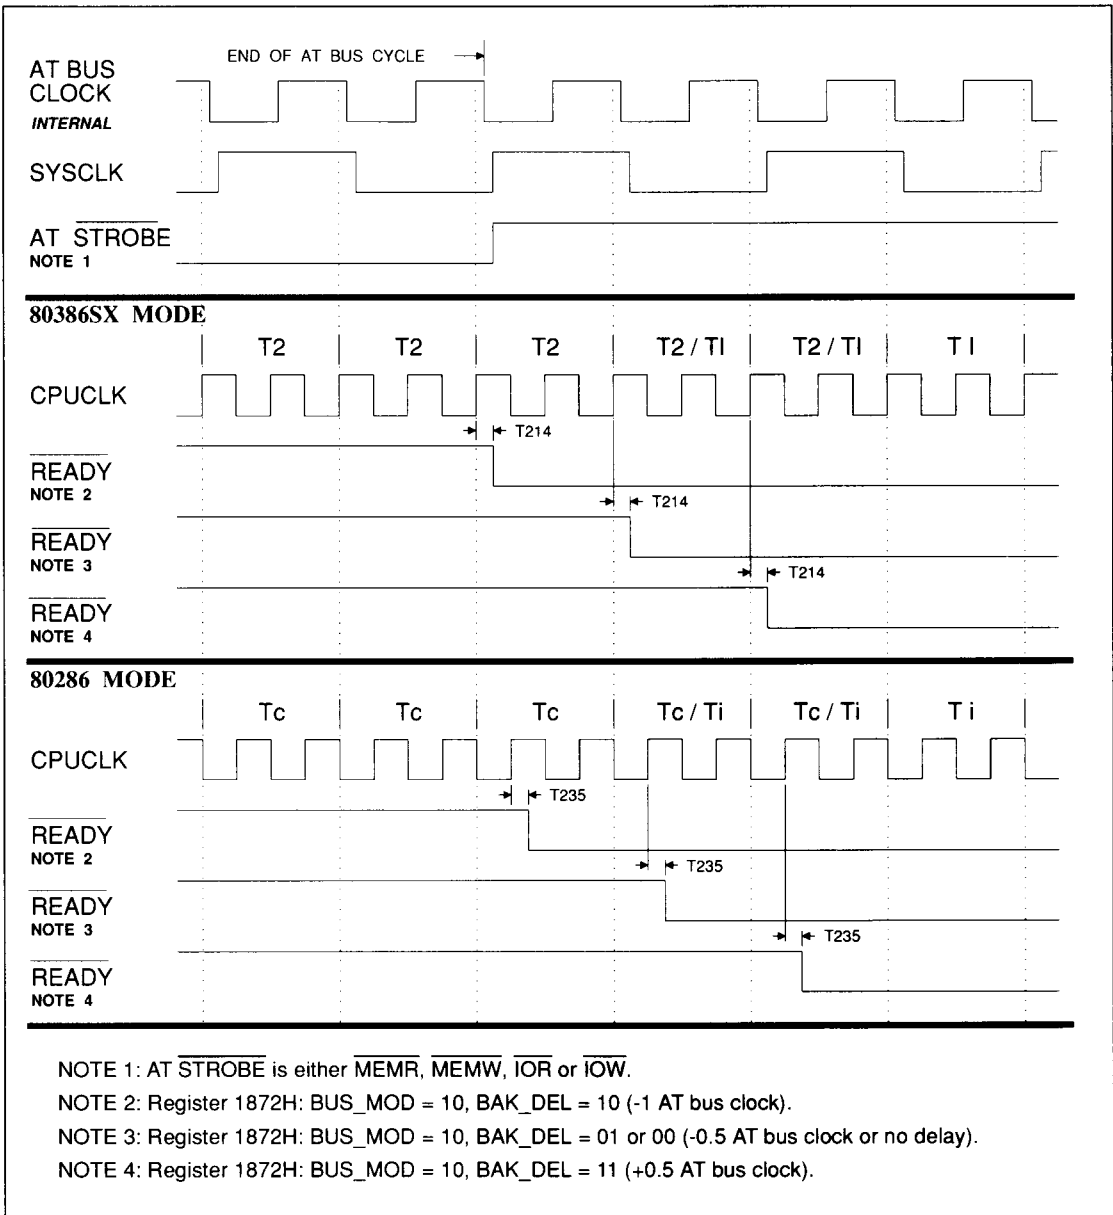 END OF AT BUS CYCLE
AT BUS
CLOCK
INTERNAL
SYSCLK
AT STROBE
NOTE 1
80386SX MODE
T2 T2 T2 T2 / TI T2 / TI T I
CPUCLK
T214
READY
NOTE 2
T214
READY
NOTE 3
T214
READY
NOTE 4
80286 MODE
Tc Tc Tc Tc / Ti Tc / Ti T i
CPUCLK
T235
READY
NOTE 2
T235
READY
NOTE 3
T235
READY
NOTE 4
NOTE 1: AT STROBE is either MEMR, MEMW, IOR or IOW.
NOTE 2: Register 1872H: BUS_MOD = 10, BAK_DEL = 10 (-1 AT bus clock).
NOTE 3: Register 1872H: BUS_MOD = 10, BAK_DEL = 01 or 00 (-0.5 AT bus clock or no delay).
NOTE 4: Register 1872H: BUS_MOD = 10, BAK_DEL = 11 (+0.5 AT bus clock).